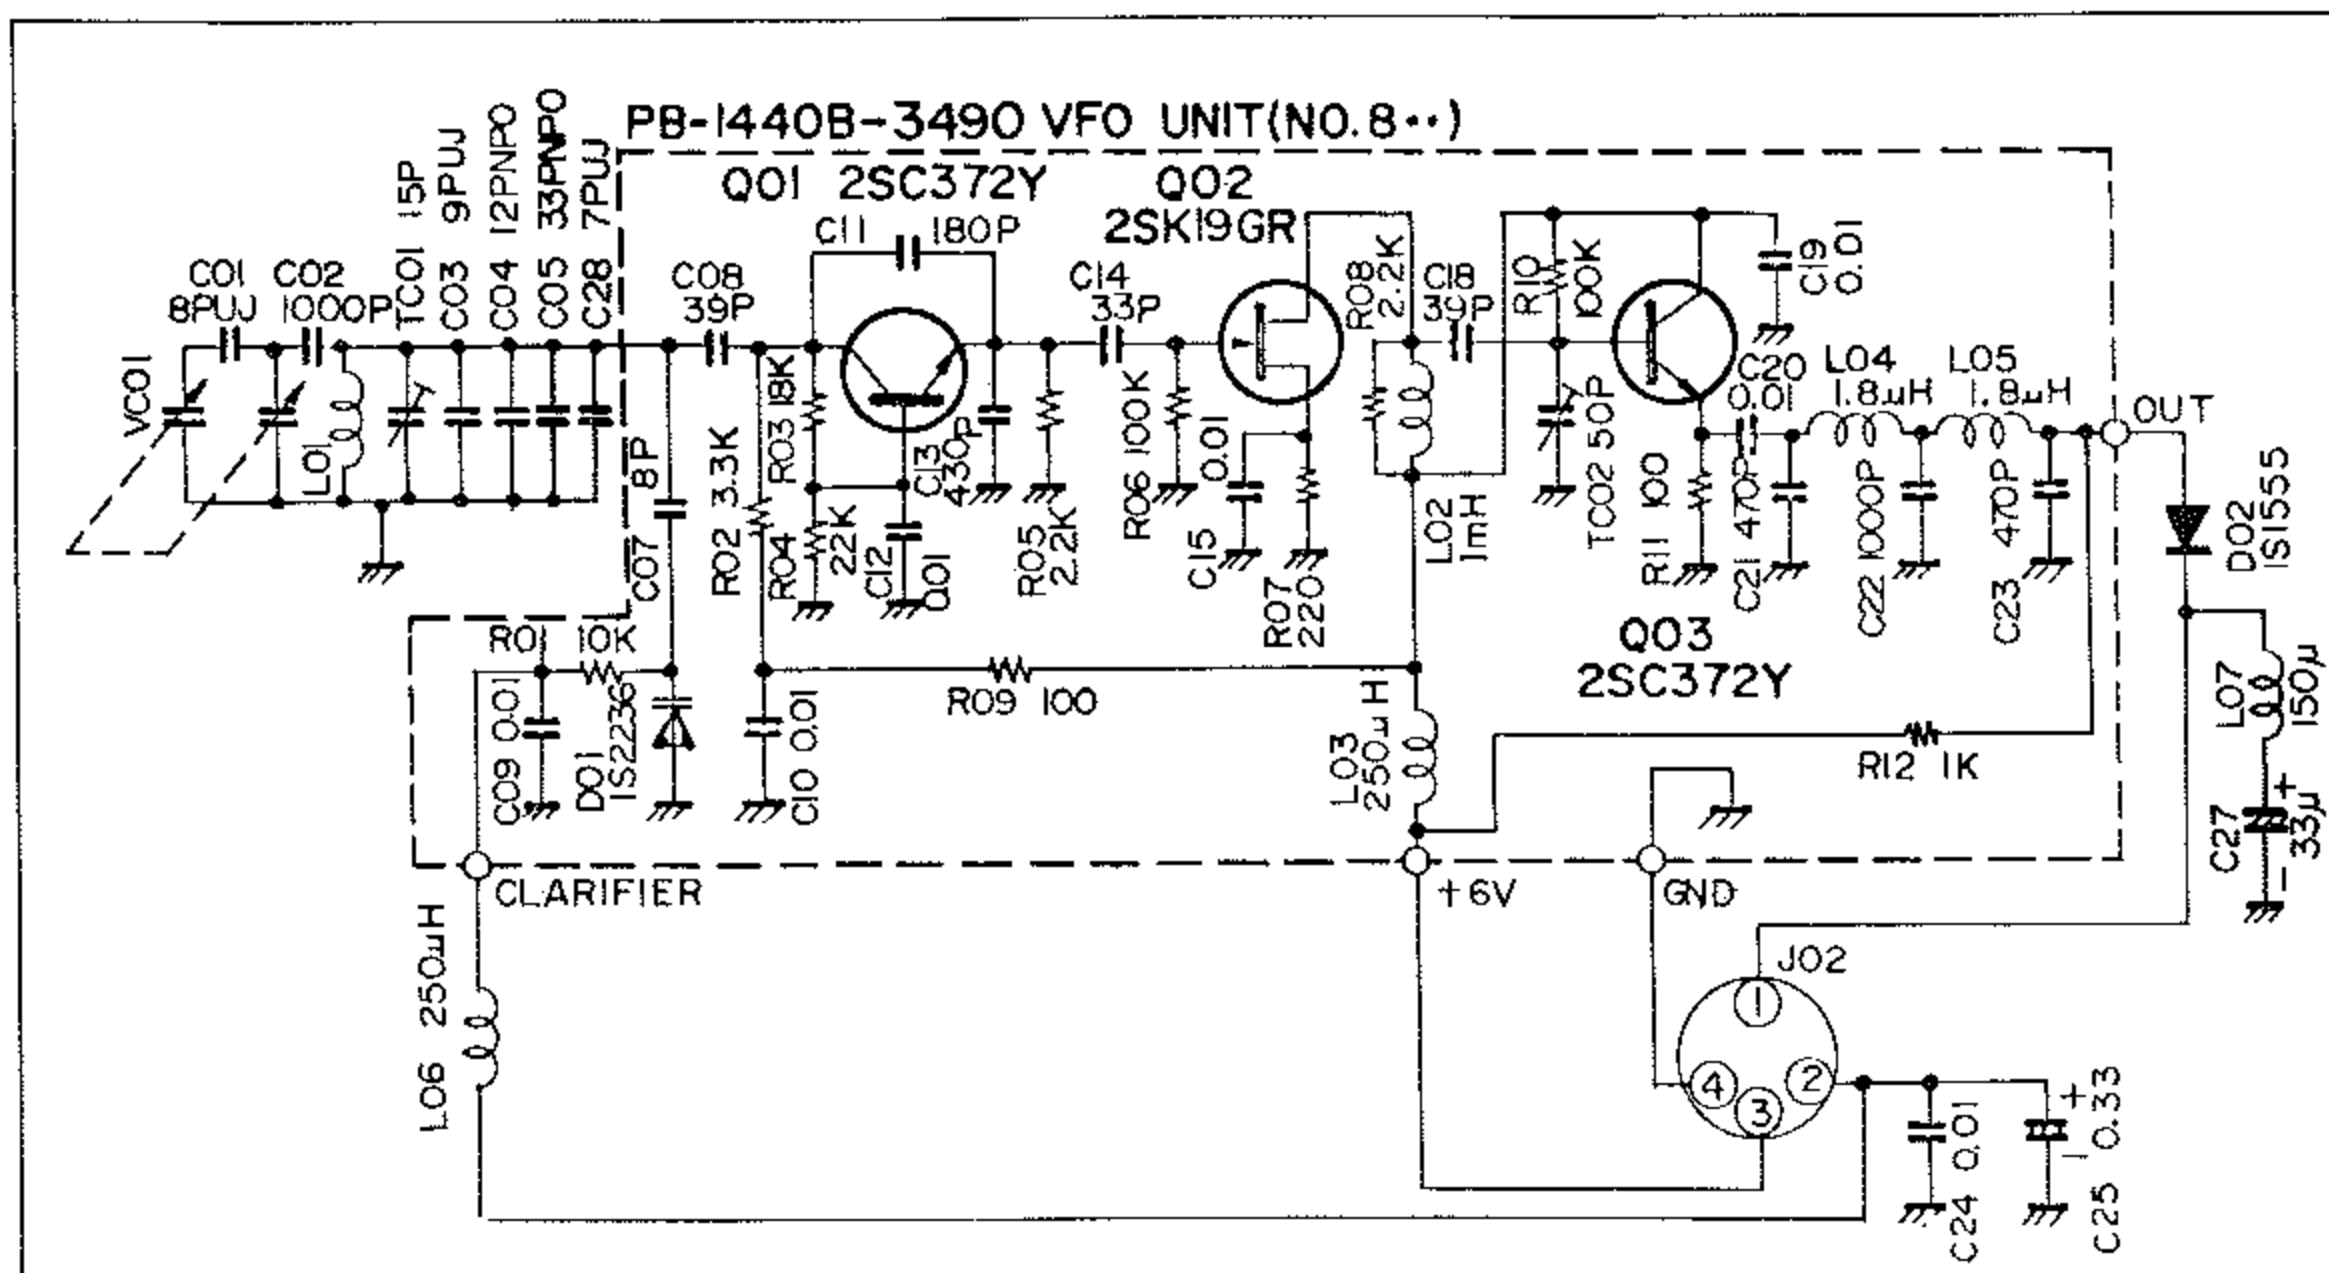 PB-1440B-3490 VFO UNIT(NO.8··)
Q01 2SC372Y
Q02
2SK19GR
C01
8PUJ
C02
1000P
TC01 15P
C03 9PUJ
C04 12PNPO
C05 33PNPO
C28 7PUJ
VC01
L01
C08
39P
C11 180P
C07 8P
R02 3.3K
R03 18K
R04 22K
C12 0.01
C13
430P
R05
2.2K
C14
33P
R06 100K
C15 0.01
R07
220
R08
2.2K
C18
39P
L02
1mH
R10 100K
TC02 50P
C19
0.01
R11 100
C20
0.01
C21 470P
L04
1.8μH
C22 1000P
L05
1.8μH
C23 470P
OUT
D02
1S1555
Q03
2SC372Y
R01 10K
C09 0.01
D01
1S2236
C10 0.01
R09 100
L03
250μH
R12 1K
L07
150μ
C27
+
33μ
−
CLARIFIER
+6V
GND
L06 250μH
J02
1
4
2
3
C24 0.01
+
−
C25 0.33